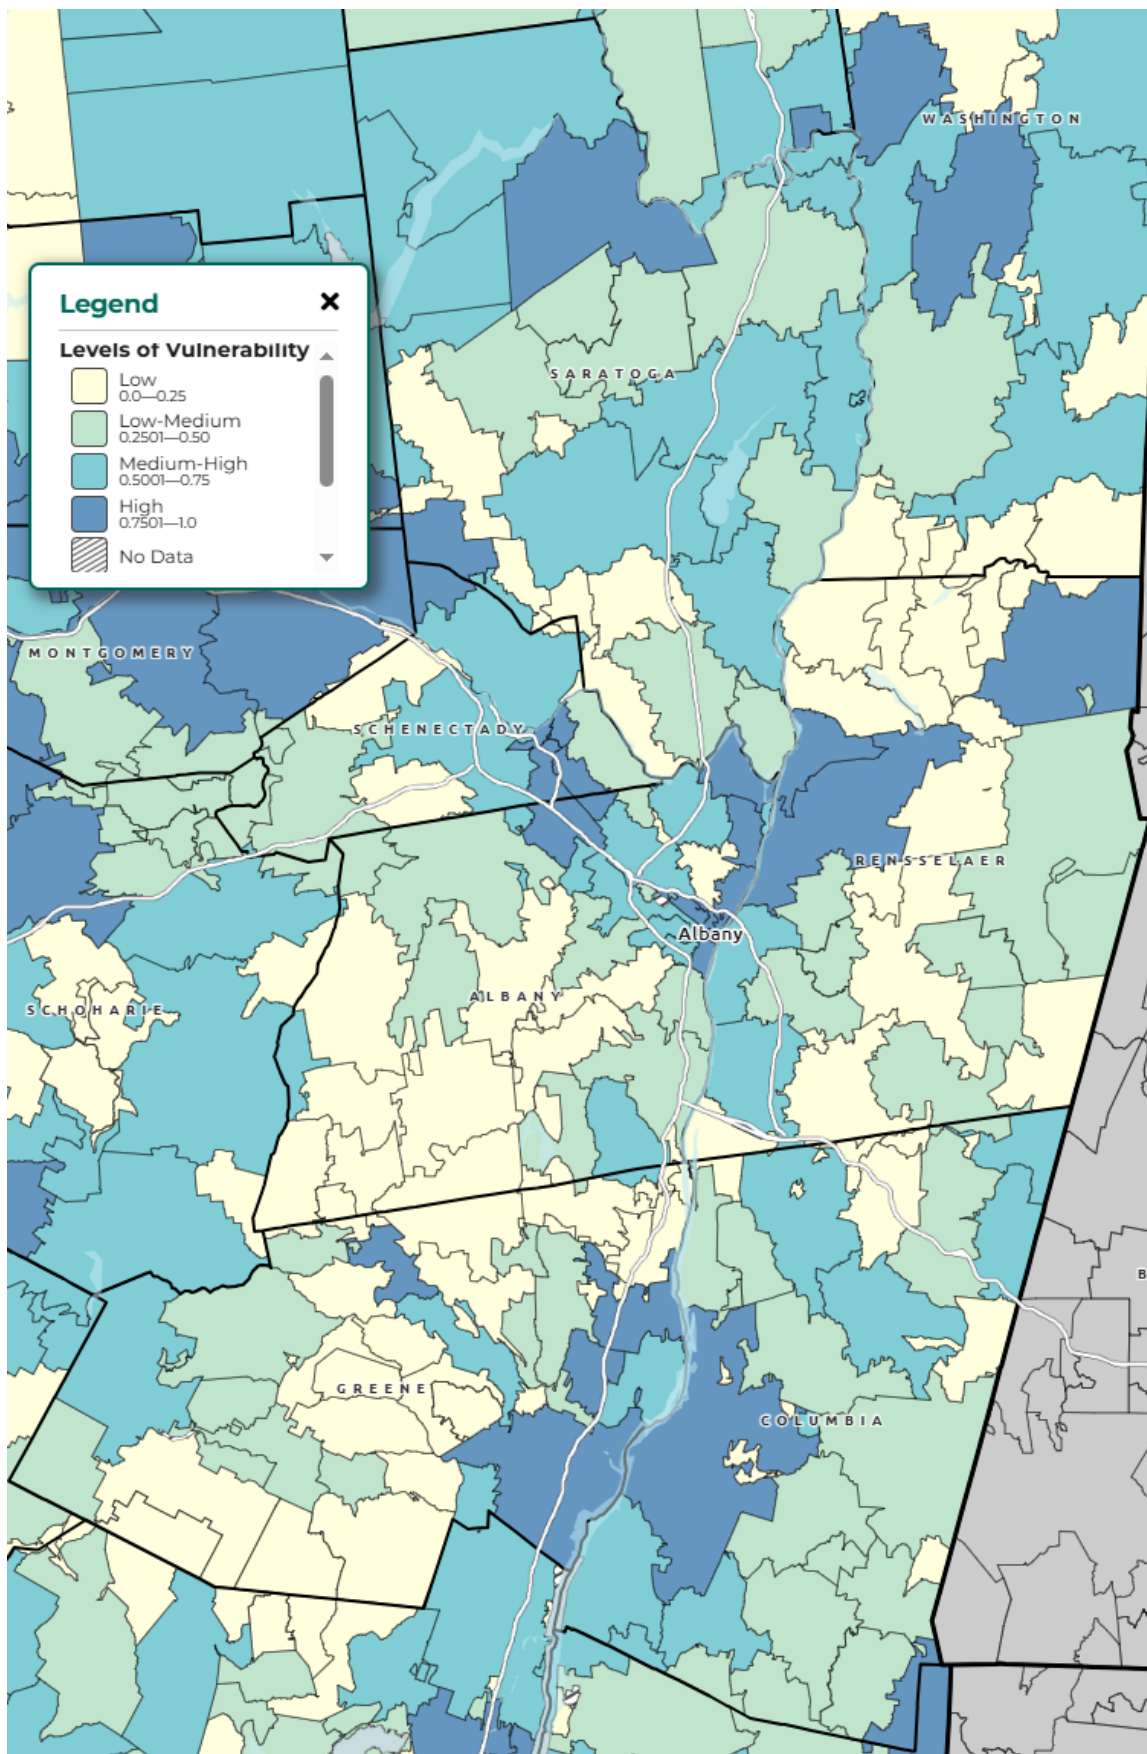 WASHINGTON
Legend
Levels of Vulnerability
Low
0.0—0.25
Low-Medium
0.2501—0.50
Medium-High
0.5001—0.75
High
0.7501—1.0
No Data
SARATOGA
MONTGOMERY
SCHENECTADY
RENSSELAER
Albany
ALBANY
SCHOHARIE
B
GREENE
COLUMBIA